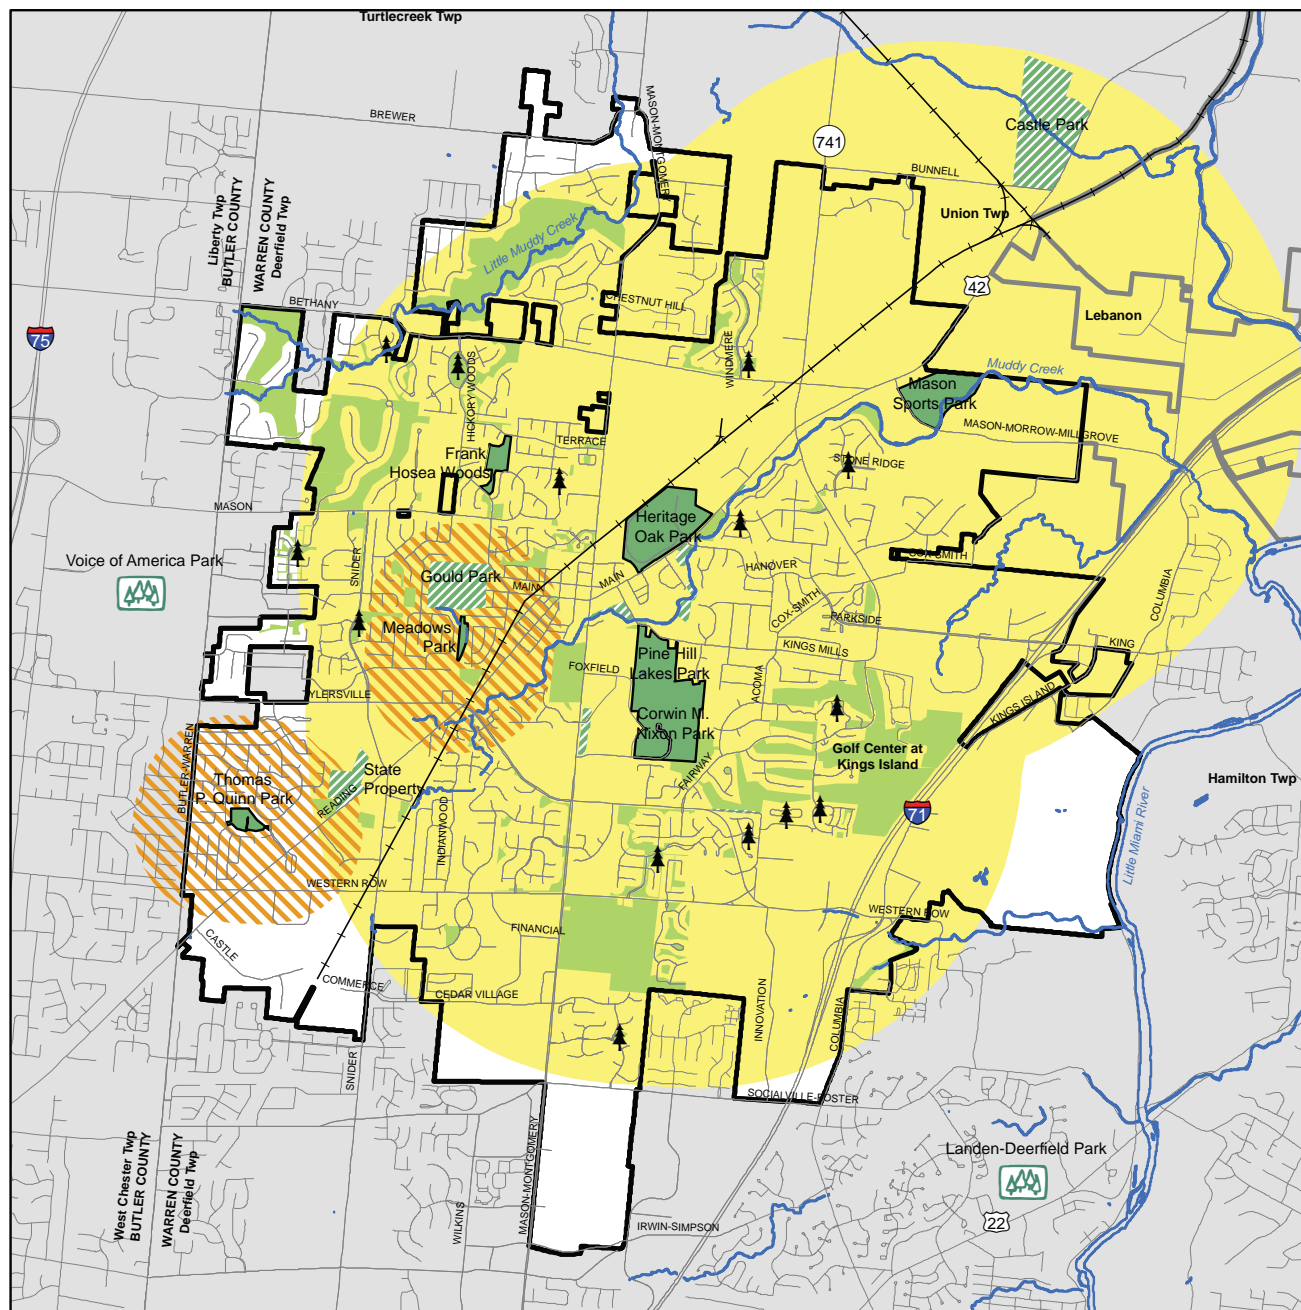 Turtlecreek Twp
BREWER
MASON-MONTGOMERY
741
Castle Park
BUNNELL
Union Twp
Liberty Twp
BUTLER COUNTY
WARREN COUNTY
Deerfield Twp
Little Muddy Creek
BETHANY
CHESTNUT HILL
42
Lebanon
75
WINDMERE
HICKORY WOODS
Muddy Creek
Mason
Sports Park
MASON-MORROW-MILLGROVE
TERRACE
Frank
Hosea Woods
STONE RIDGE
MASON
Heritage
Oak Park
Voice of America Park
SNIDER
Gould Park
MAIN
MAIN
HANOVER
COX-SMITH
COX-SMITH
COLUMBIA
PARKSIDE
Meadows
Park
KINGS MILLS
KING
Pine Hill
Lakes Park
FOXFIELD
ACOMA
YLERSVILLE
KINGS ISLAND
Corwin M.
Nixon Park
BUTLER-WARREN
Golf Center at
Kings Island
State
Property
Thomas
P. Quinn Park
READING
FAIRWAY
Hamilton Twp
71
INDIANWOOD
Little Miami River
WESTERN ROW
WESTERN ROW
FINANCIAL
CASTLE
COMMERCE
CEDAR VILLAGE
INNOVATION
COLUMBIA
SNIDER
SOCIALVILLE-FOSTER
West Chester Twp
BUTLER COUNTY
WARREN COUNTY
Deerfield Twp
MASON-MONTGOMERY
Landen-Deerfield Park
WILKINS
IRWIN-SIMPSON
22